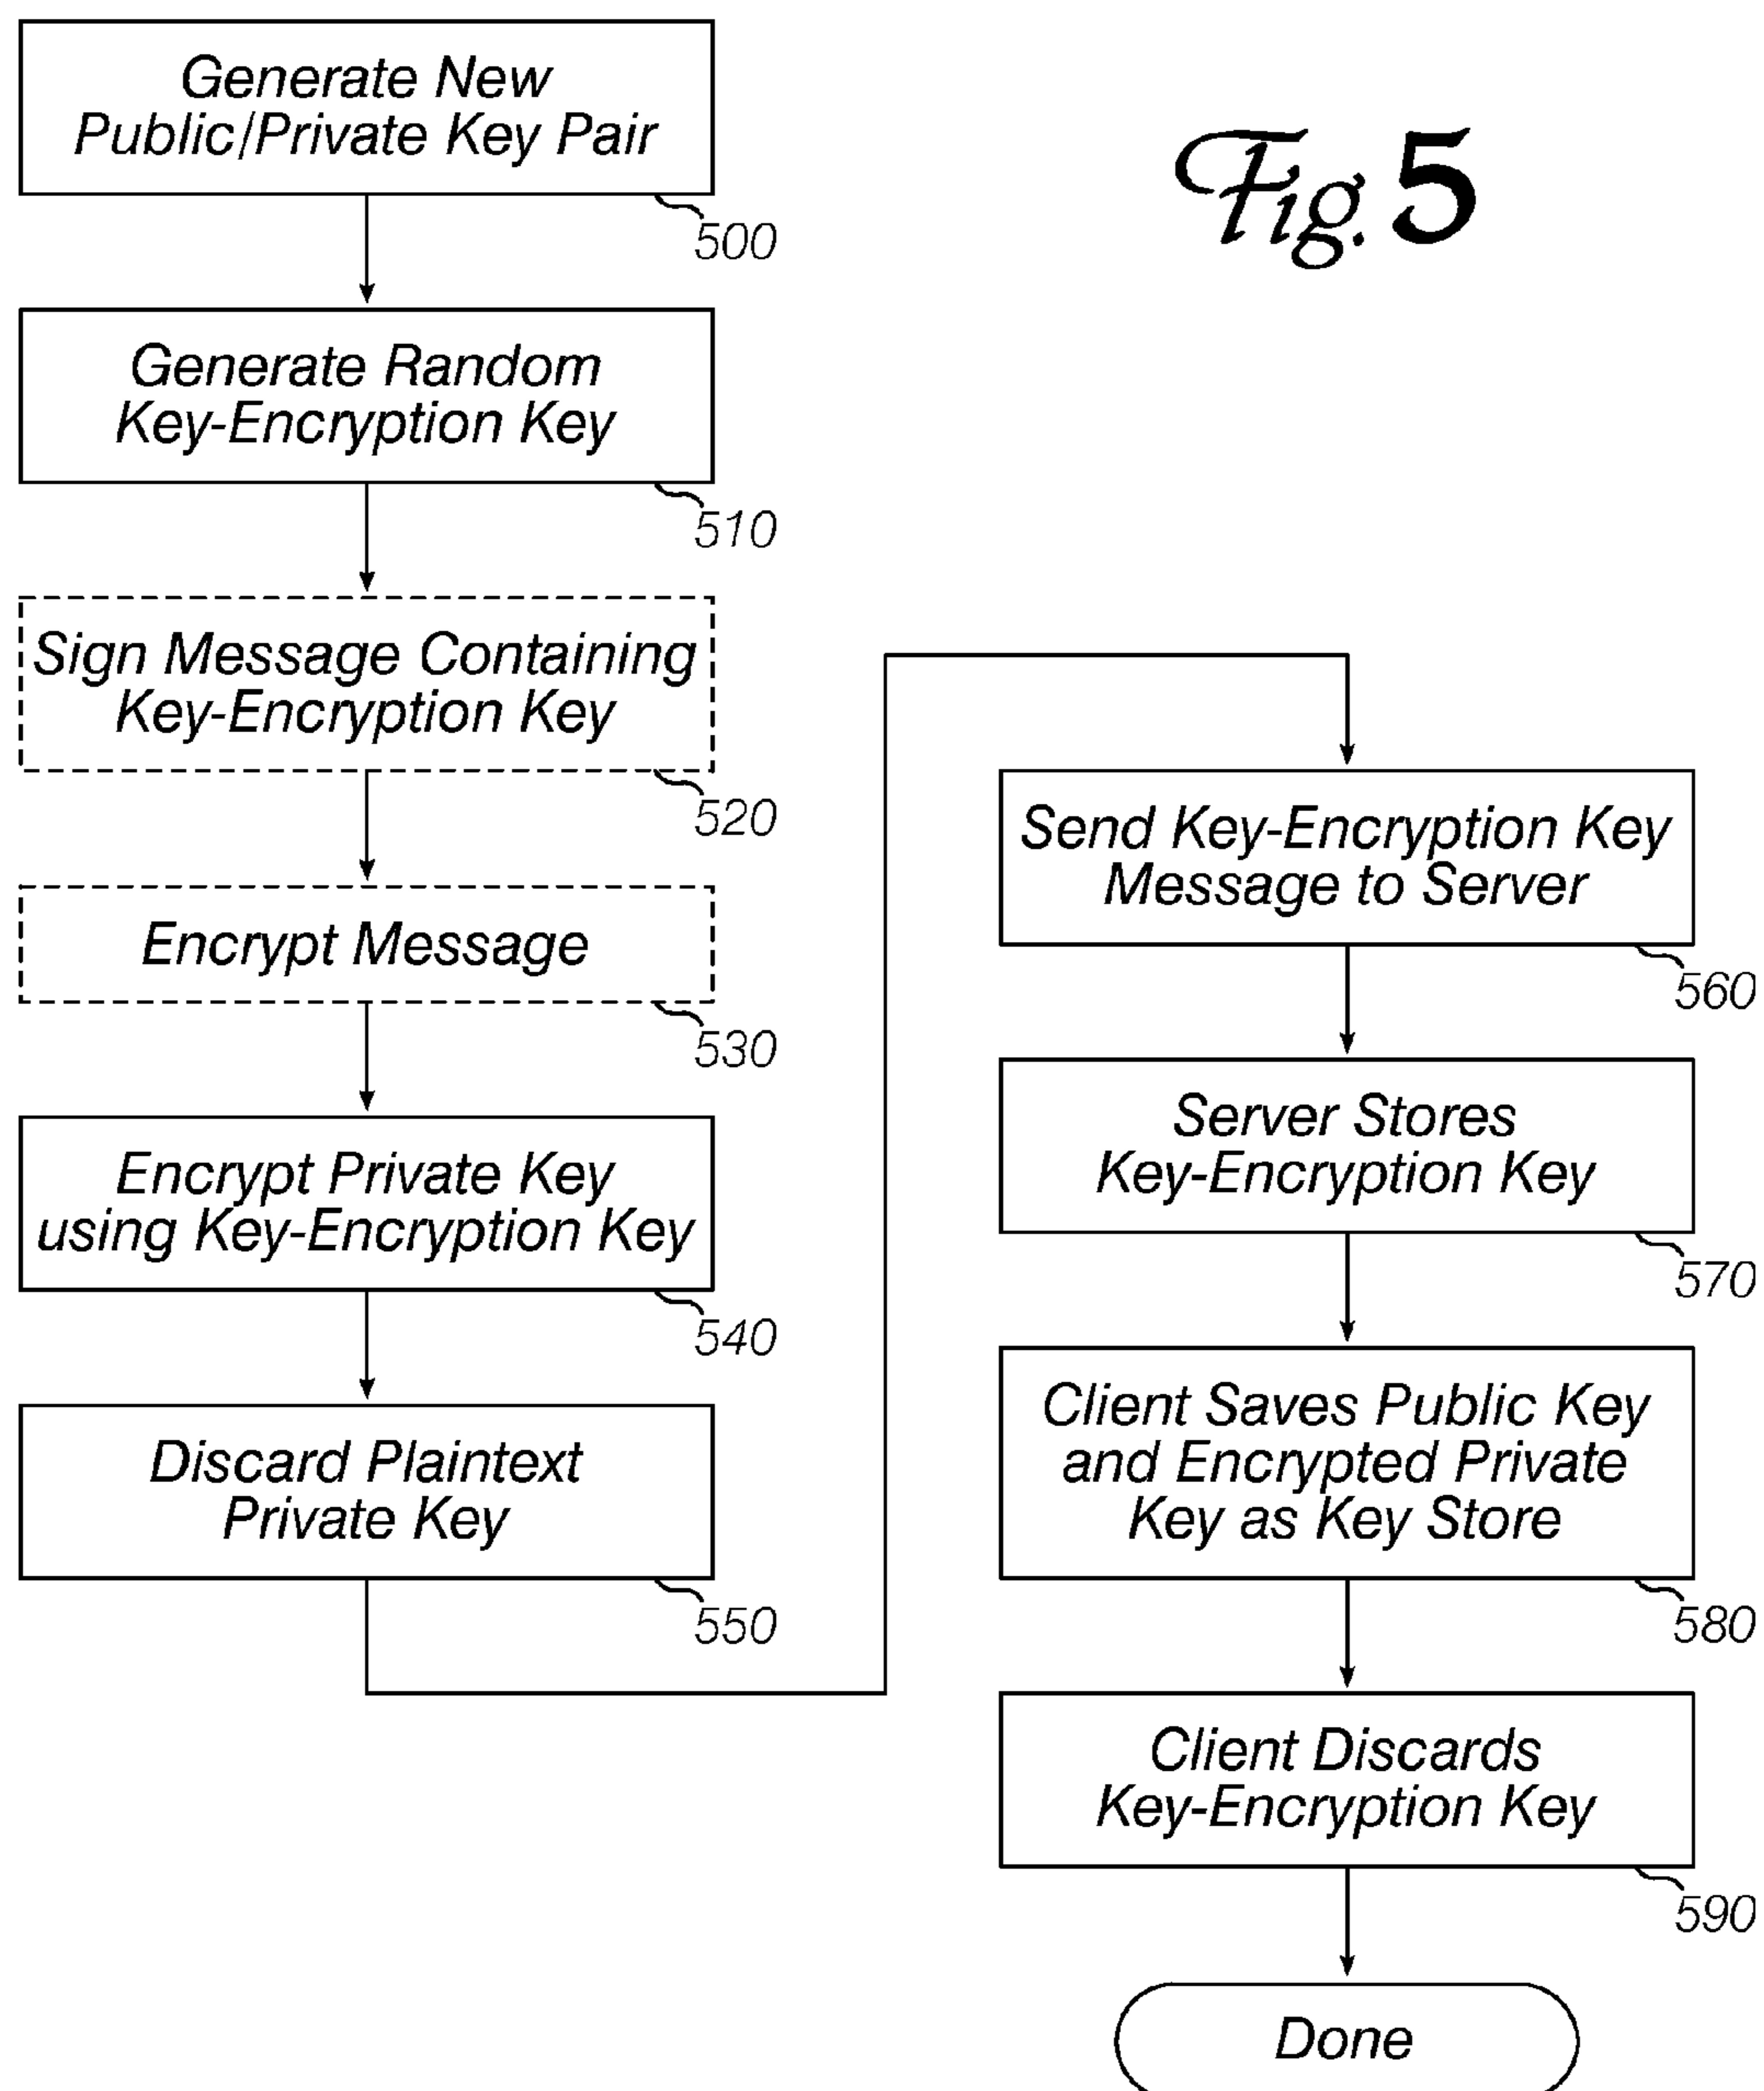 Generate New
Public/Private Key Pair
500
Fig. 5
Generate Random
Key-Encryption Key
510
Sign Message Containing
Key-Encryption Key
520
Encrypt Message
530
Encrypt Private Key
using Key-Encryption Key
540
Discard Plaintext
Private Key
550
Send Key-Encryption Key
Message to Server
560
Server Stores
Key-Encryption Key
570
Client Saves Public Key
and Encrypted Private
Key as Key Store
580
Client Discards
Key-Encryption Key
590
Done